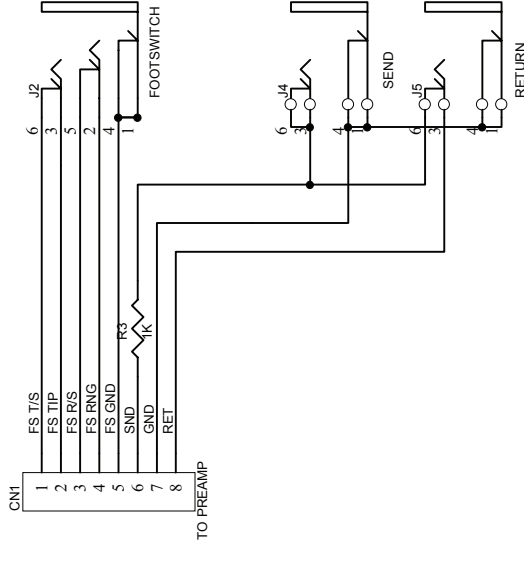 J2
6
3
5
2
4
1
FOOTSWITCH
J4
6
3
4
1
SEND
J5
6
3
4
1
RETURN
R3
1K
FS T/S
FS TIP
FS R/S
FS RNG
FS GND
SND
GND
RET
CN1
1
2
3
4
5
6
7
8
TO PREAMP